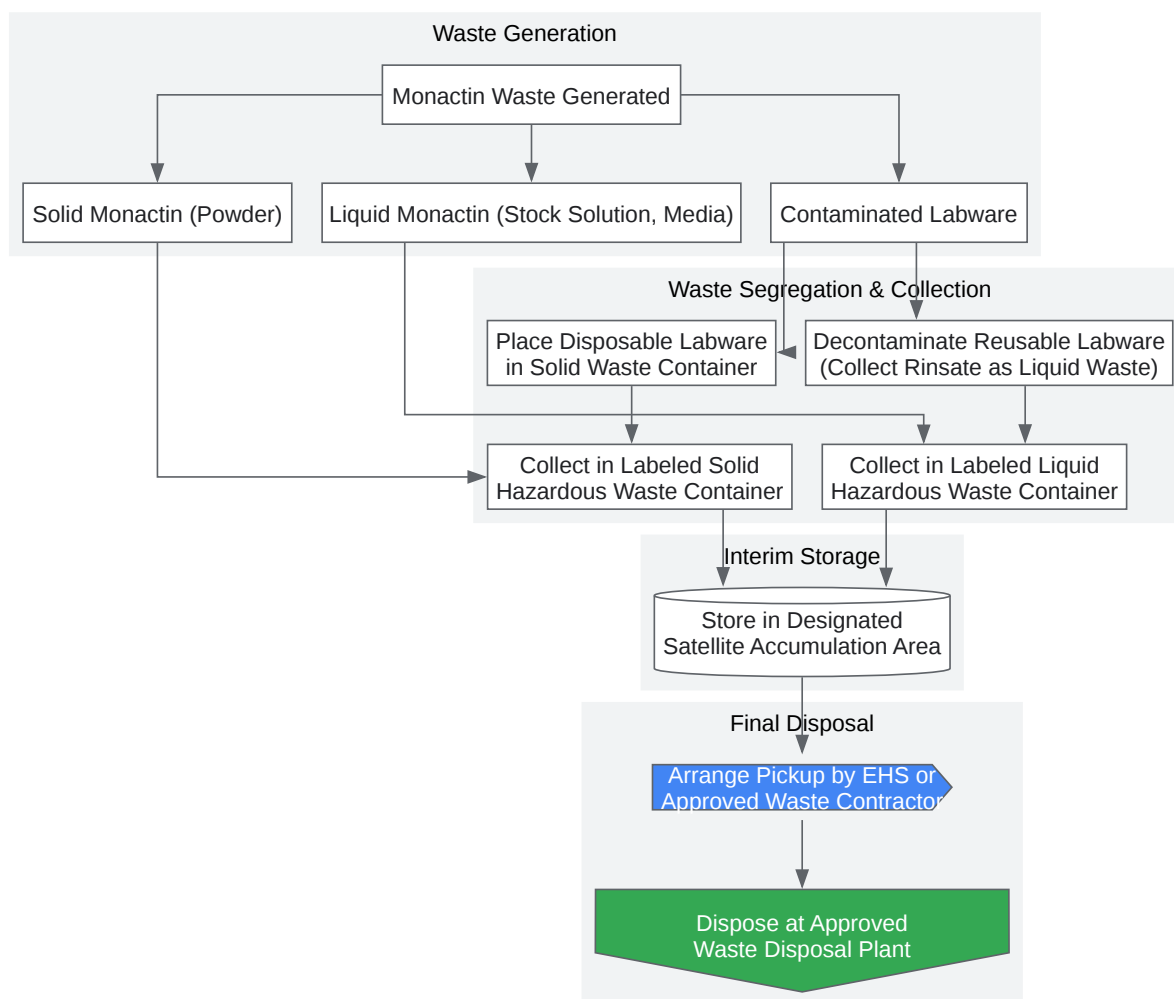 Waste Generation
Monactin Waste Generated
Solid Monactin (Powder)
Liquid Monactin (Stock Solution, Media)
Contaminated Labware
Waste Segregation & Collection
Place Disposable Labware
in Solid Waste Container
Decontaminate Reusable Labware
(Collect Rinsate as Liquid Waste)
Collect in Labeled Solid
Hazardous Waste Container
Collect in Labeled Liquid
Hazardous Waste Container
Interim Storage
Store in Designated
Satellite Accumulation Area
Final Disposal
Arrange Pickup by EHS or
Approved Waste Contractor
Dispose at Approved
Waste Disposal Plant